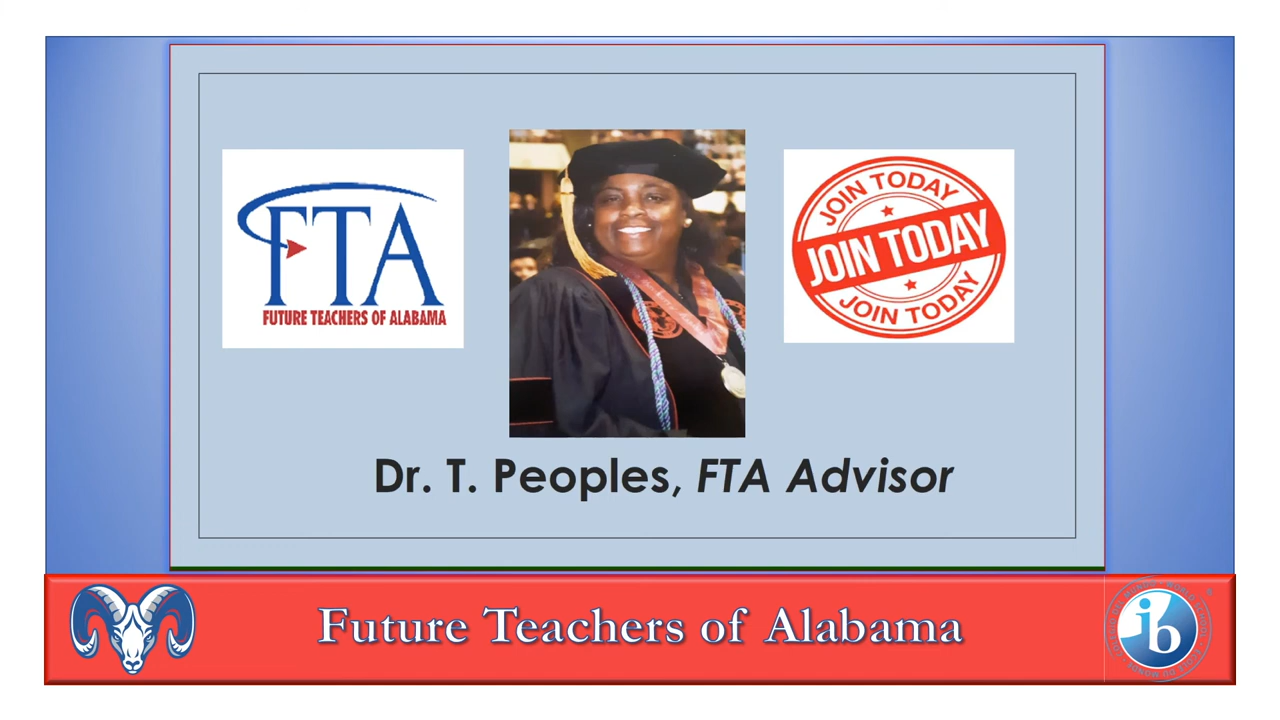 FTA
FUTURE TEACHERS OF ALABAMA
JOIN TODAY
JOIN TODAY
JOIN TODAY
Dr. T. Peoples, FTA Advisor
Future Teachers of Alabama
ib